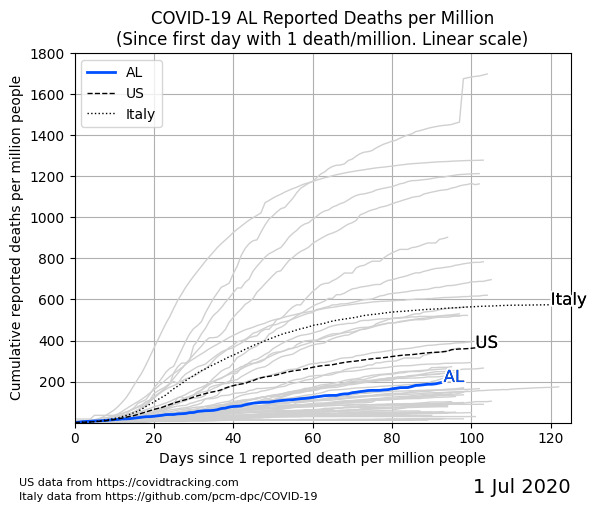 COVID-19 AL Reported Deaths per Million
(Since first day with 1 death/million. Linear scale)
Cumulative reported deaths per million people
1800
1600
1400
1200
1000
800
600
400
200
AL
US
Italy
Italy
US
AL
0
20
40
60
80
100
120
Days since 1 reported death per million people
US data from https://covidtracking.com
Italy data from https://github.com/pcm-dpc/COVID-19
1 Jul 2020